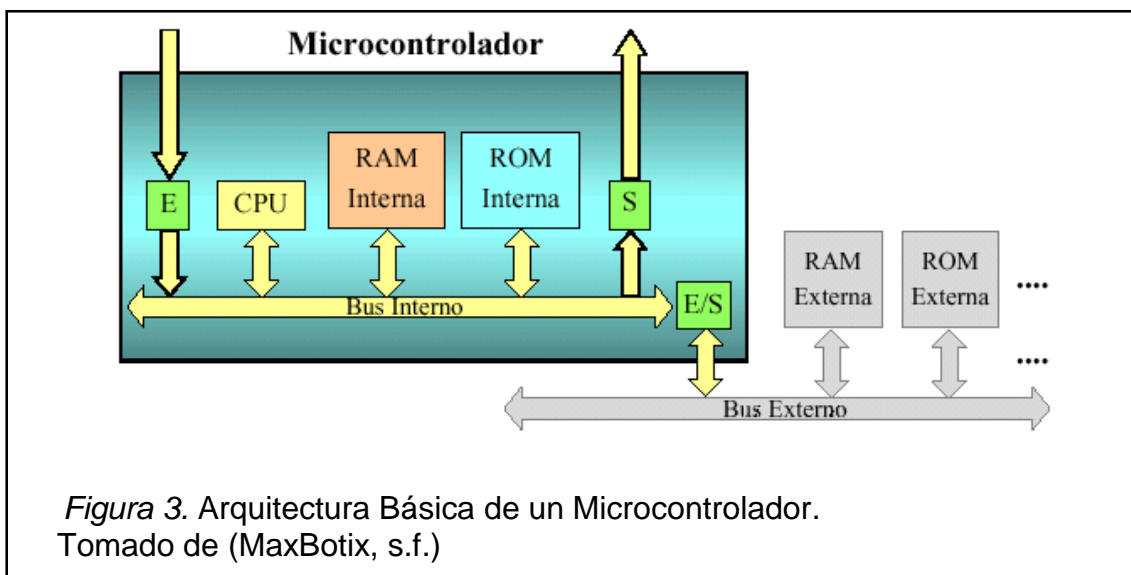 Microcontrolador
E
CPU
RAM
Interna
ROM
Interna
S
Bus Interno
E/S
RAM
Externa
ROM
Externa
....
....
Bus Externo
Figura 3. Arquitectura Básica de un Microcontrolador.
Tomado de (MaxBotix, s.f.)